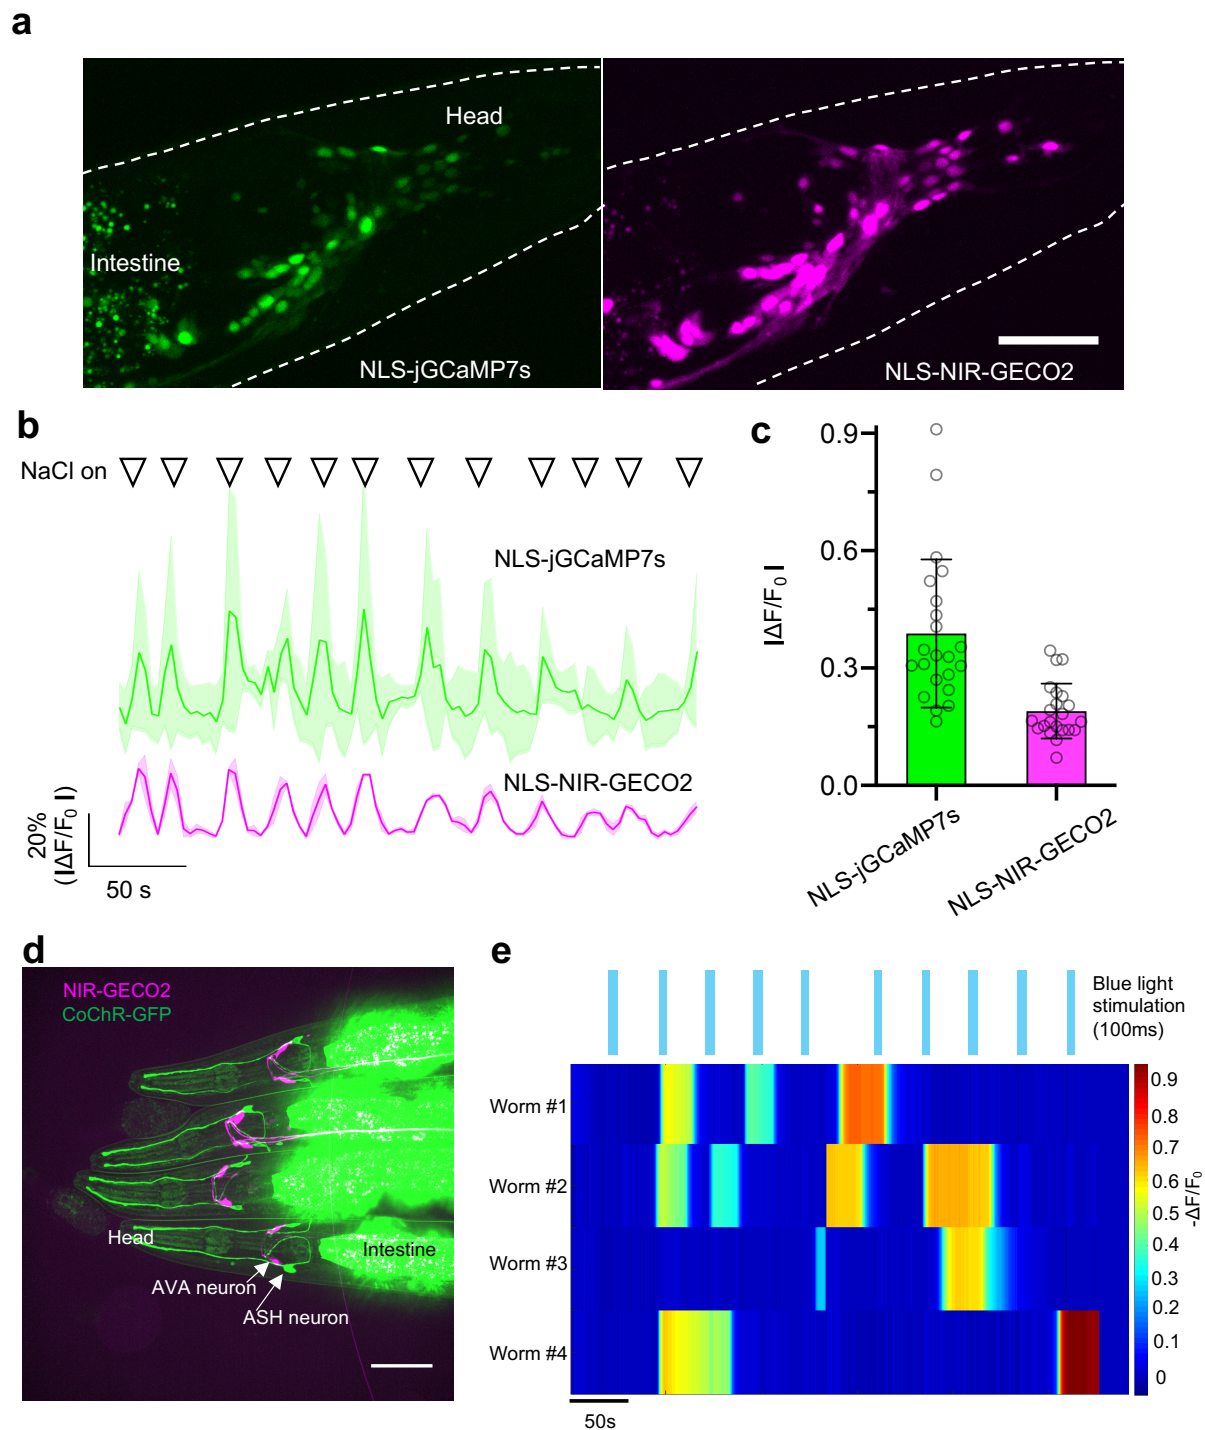 a
Head
Intestine
NLS-jGCaMP7s
NLS-NIR-GECO2
b
NaCl on
NLS-jGCaMP7s
NLS-NIR-GECO2
20%
(|ΔF/F₀ |)
50 s
c
0.9
0.6
0.3
0.0
|ΔF/F₀ |
NLS-jGCaMP7s
NLS-NIR-GECO2
d
NIR-GECO2
CoChR-GFP
Head
Intestine
AVA neuron
ASH neuron
e
Blue light
stimulation
(100ms)
Worm #1
Worm #2
Worm #3
Worm #4
50s
0.9
0.8
0.7
0.6
0.5
0.4
0.3
0.2
0.1
0
-ΔF/F₀